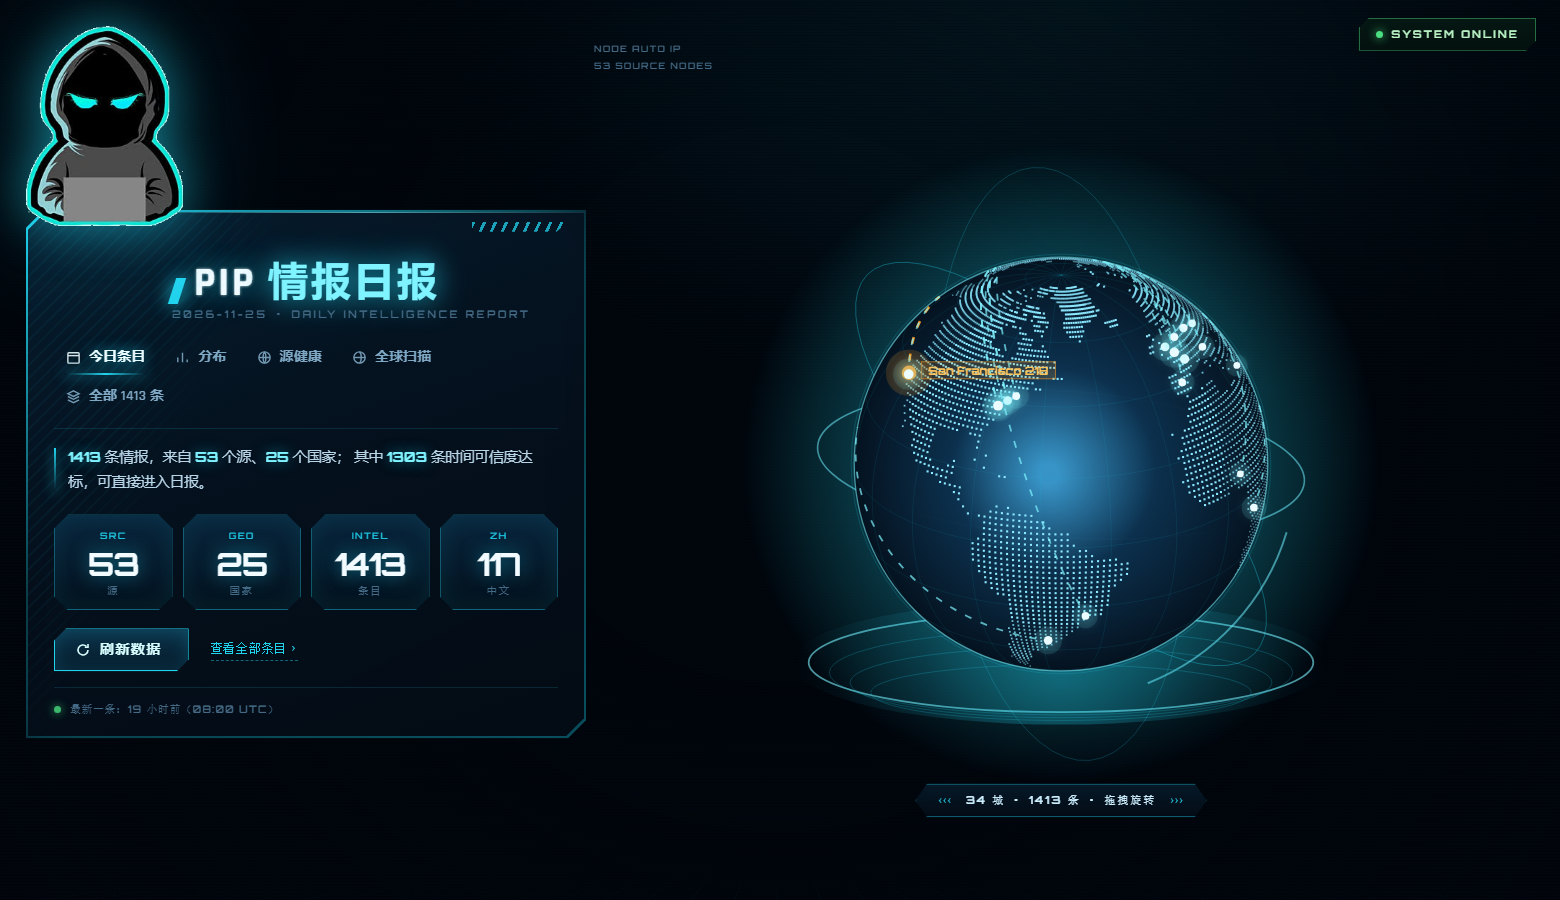 NODE AUTO IP
53 SOURCE NODES
SYSTEM ONLINE
PIP 情报日报
2026-11-25 · DAILY INTELLIGENCE REPORT
今日条目
分布
源健康
全球扫描
全部 1413 条
1413 条情报，来自 53 个源、25 个国家； 其中 1303 条时间可信度达
标，可直接进入日报。
SRC
53
源
GEO
25
国家
INTEL
1413
条目
ZH
117
中文
刷新数据
查看全部条目 ›
最新一条：19 小时前（08:00 UTC）
San Francisco
‹‹‹ 34 城 · 1413 条 · 拖拽旋转 ›››